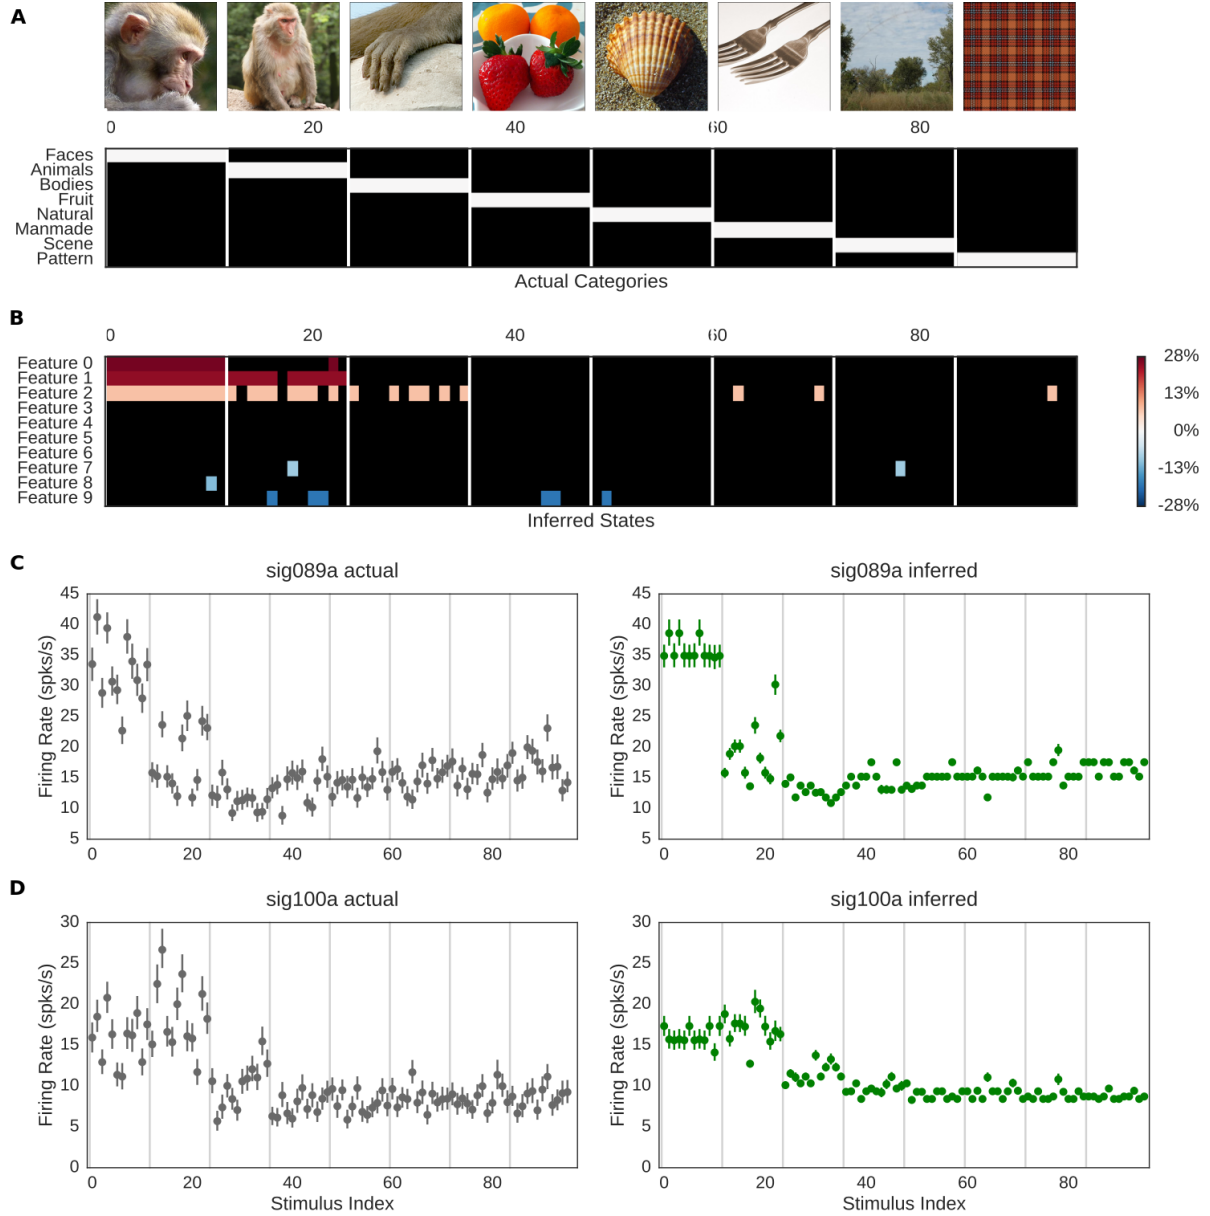 A
0 20 40 60 80
Faces
Animals
Bodies
Fruit
Natural
Manmade
Scene
Pattern
Actual Categories
B
0 20 40 60 80
Feature 0
Feature 1
Feature 2
Feature 3
Feature 4
Feature 5
Feature 6
Feature 7
Feature 8
Feature 9
28%
13%
0%
-13%
-28%
Inferred States
C
sig089a actual
Firing Rate (spks/s)
45
40
35
30
25
20
15
10
5
0 20 40 60 80
sig089a inferred
Firing Rate (spks/s)
45
40
35
30
25
20
15
10
5
0 20 40 60 80
D
sig100a actual
Firing Rate (spks/s)
30
25
20
15
10
5
0
0 20 40 60 80
Stimulus Index
sig100a inferred
Firing Rate (spks/s)
30
25
20
15
10
5
0
0 20 40 60 80
Stimulus Index